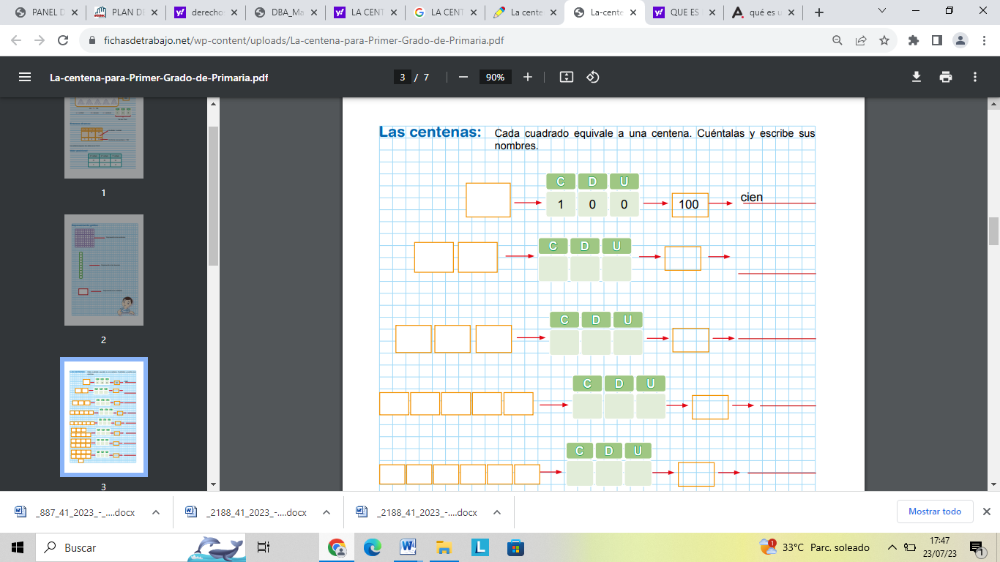 PANEL D
PLAN DE
derecho
DBA_Ma
LA CENT
LA CENT
La cente
La-cente
QUE ES
qué es u
fichasdetrabajo.net/wp-content/uploads/La-centena-para-Primer-Grado-de-Primaria.pdf
La-centena-para-Primer-Grado-de-Primaria.pdf
3 / 7
90%
1
2
3
Las centenas: Cada cuadrado equivale a una centena. Cuéntalas y escribe sus
nombres.
C D U
1 0 0 100 cien
C D U
C D U
C D U
C D U
_887_41_2023_-_....docx
_2188_41_2023_-....docx
_2188_41_2023_-....docx
Mostrar todo
Buscar
1
33°C Parc. soleado
17:47
23/07/23
1